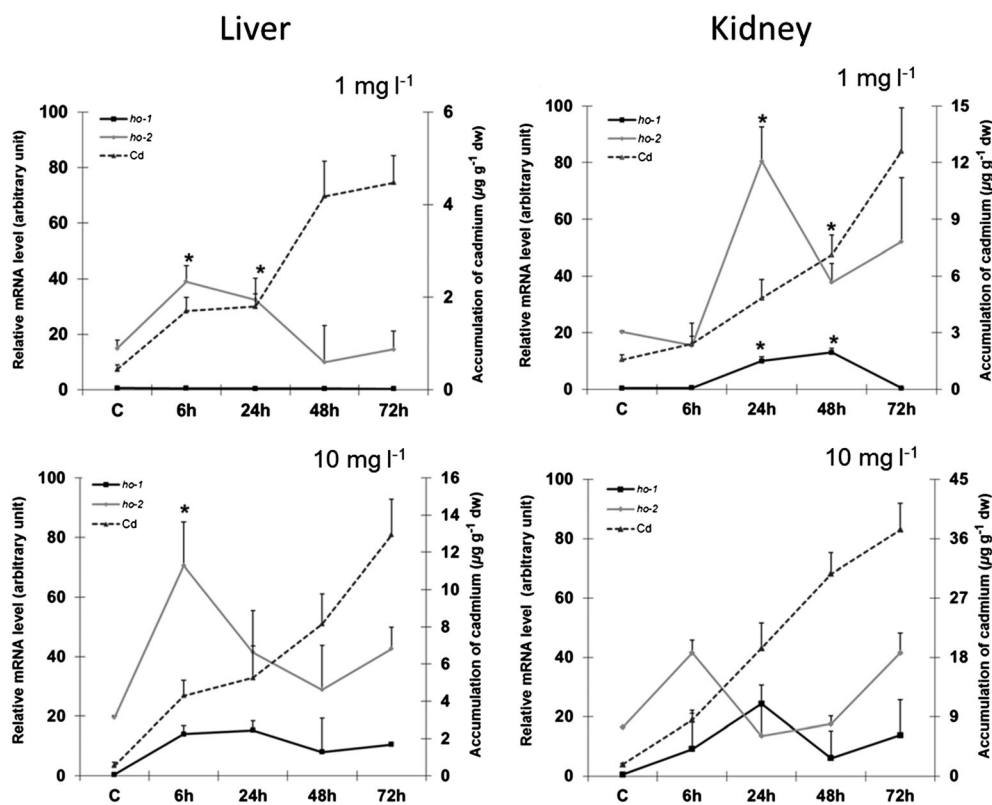 Liver
Kidney
1 mg l⁻¹
Relative mRNA level (arbitrary unit)
100
80
60
40
20
0
ho-1
ho-2
Cd
*
*
C 6h 24h 48h 72h
6
4
2
0
Accumulation of cadmium (µg g⁻¹ dw)
1 mg l⁻¹
Relative mRNA level (arbitrary unit)
100
80
60
40
20
0
ho-1
ho-2
Cd
*
*
*
*
C 6h 24h 48h 72h
15
12
9
6
3
0
Accumulation of cadmium (µg g⁻¹ dw)
10 mg l⁻¹
Relative mRNA level (arbitrary unit)
100
80
60
40
20
0
ho-1
ho-2
Cd
*
C 6h 24h 48h 72h
16
14
12
10
8
6
4
2
0
Accumulation of cadmium (µg g⁻¹ dw)
10 mg l⁻¹
Relative mRNA level (arbitrary unit)
100
80
60
40
20
0
ho-1
ho-2
Cd
C 6h 24h 48h 72h
45
36
27
18
9
0
Accumulation of cadmium (µg g⁻¹ dw)